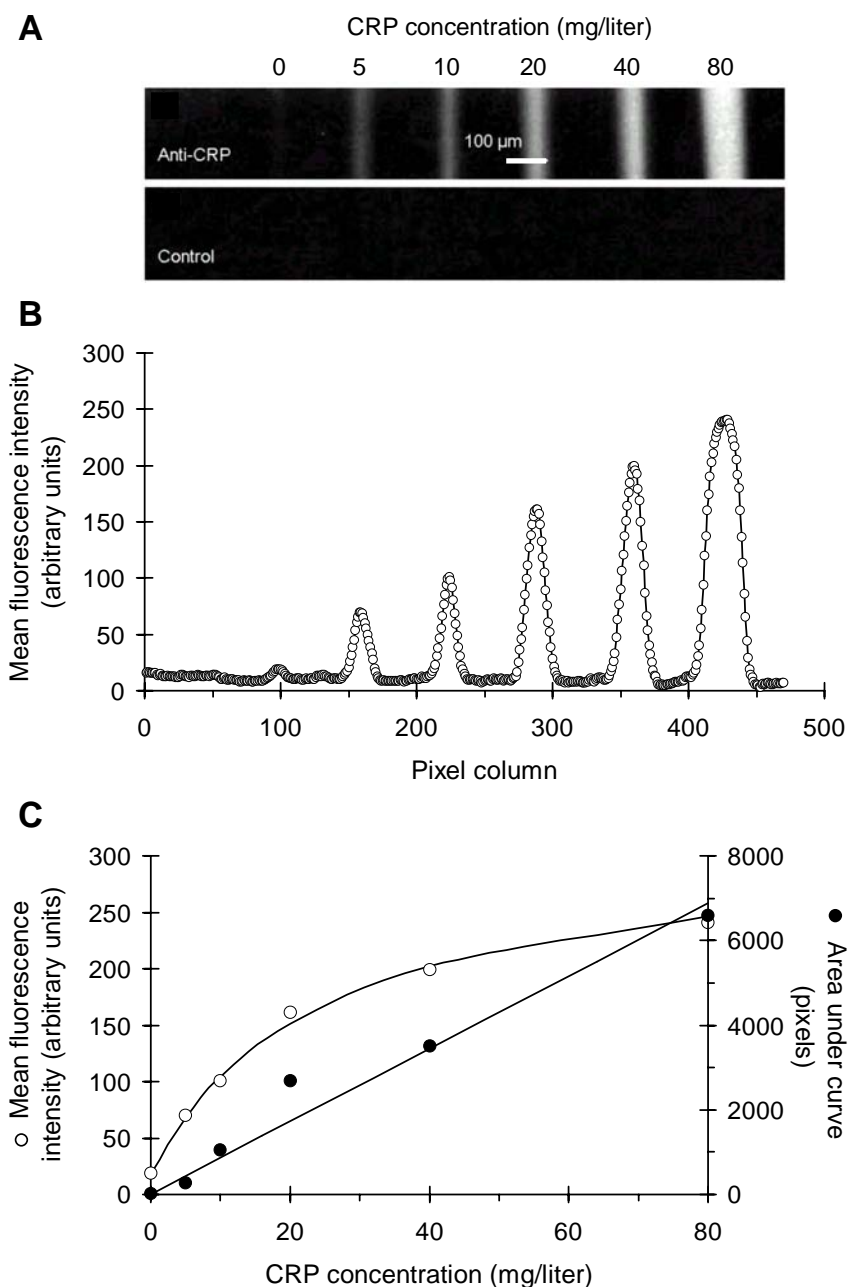 A
CRP concentration (mg/liter)
0 5 10 20 40 80
100 µm
Anti-CRP
Control
B
Mean fluorescence intensity
(arbitrary units)
300
250
200
150
100
50
0
0 100 200 300 400 500
Pixel column
C
Mean fluorescence
intensity (arbitrary units)
300
250
200
150
100
50
0
8000
6000
4000
2000
0
Area under curve
(pixels)
0 20 40 60 80
CRP concentration (mg/liter)